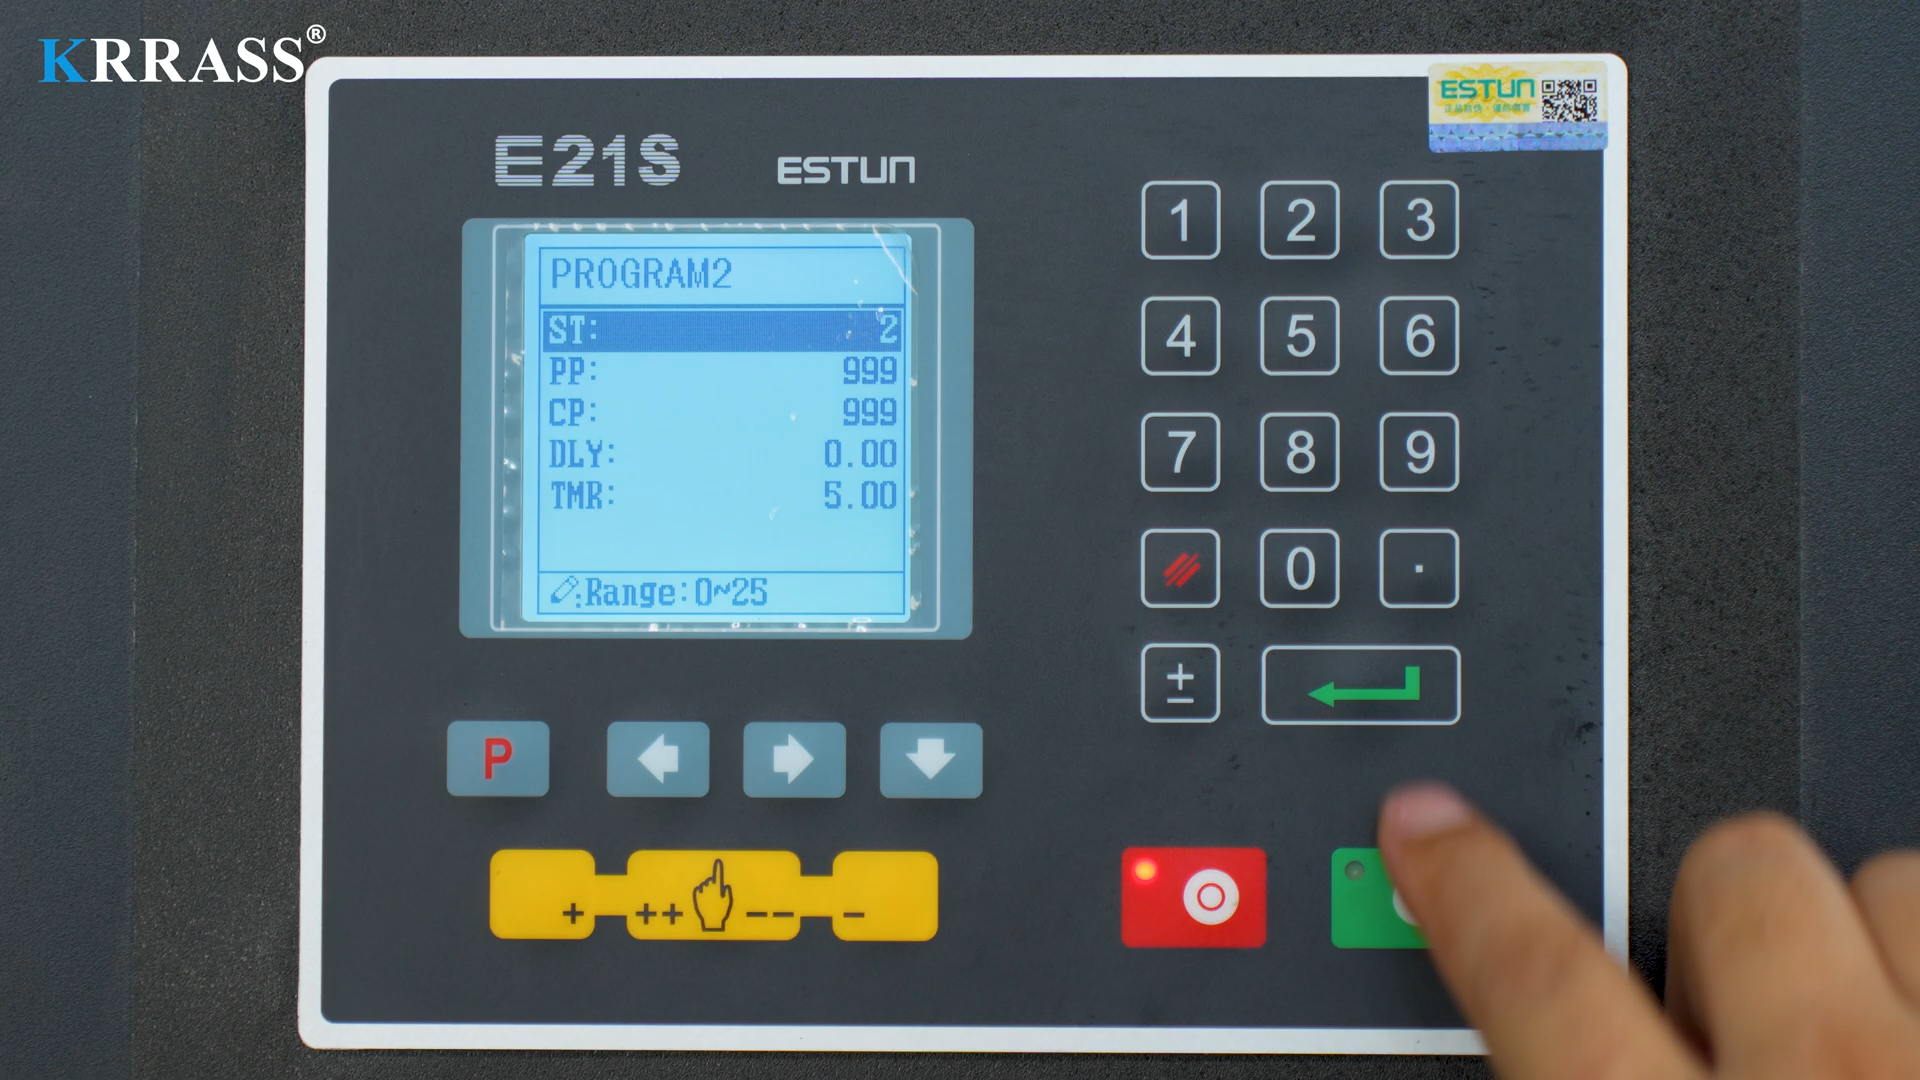 KRRASS®
ESTUN
E21S ESTUN
PROGRAM2
ST: 2
PP: 999
CP: 999
DLY: 0.00
TMR: 5.00
:Range:0~25
1 2 3
4 5 6
7 8 9
0 .
±
P
+ ++ -- -